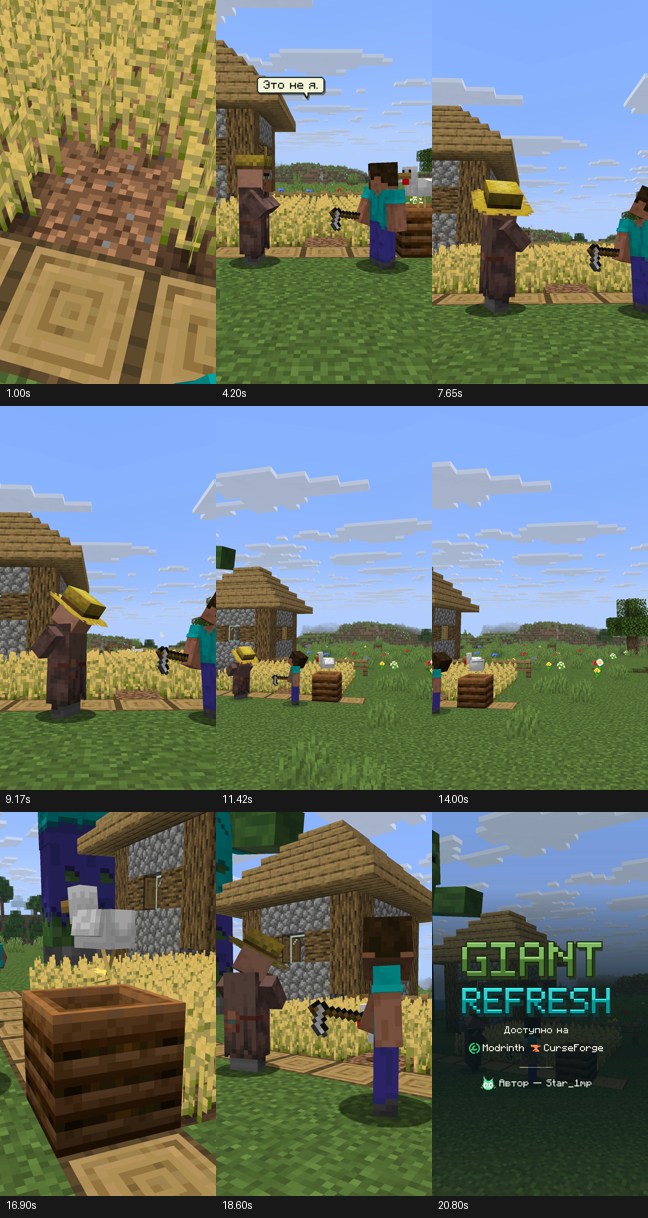 1.00s
Это не я.
4.20s
7.65s
9.17s
11.42s
14.00s
16.90s
18.60s
GIANT
REFRESH
Доступно на
Modrinth CurseForge
Автор — Star_1mp
20.80s